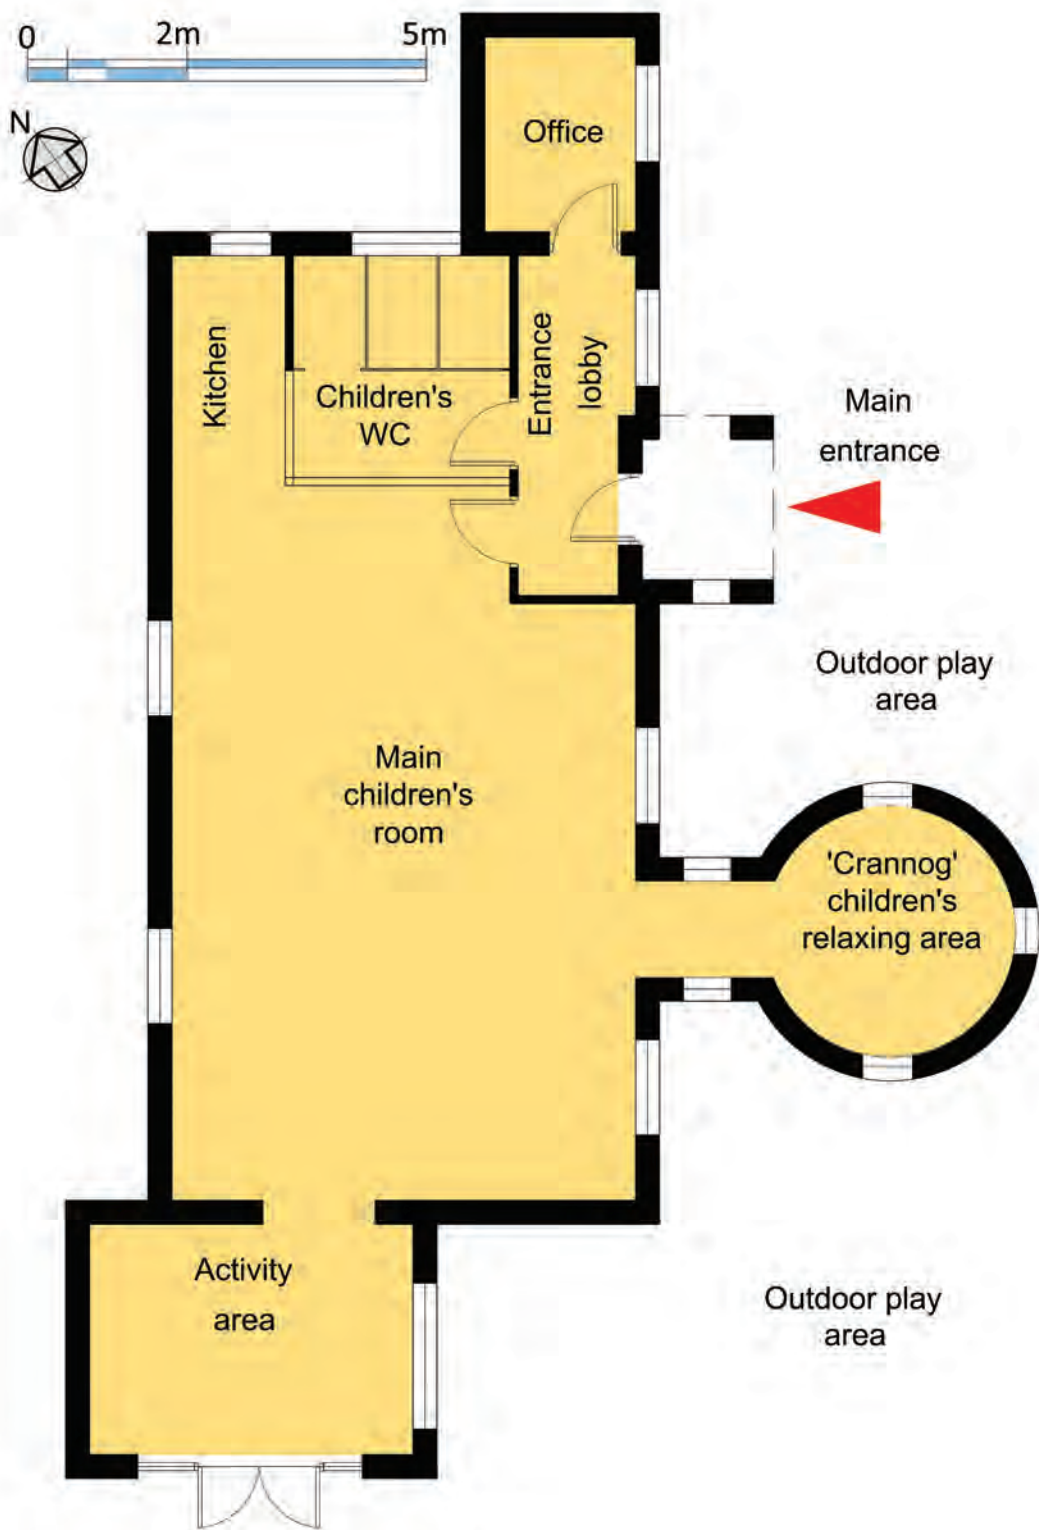 0 2m 5m
N
Office
Kitchen
Children's
WC
Entrance
lobby
Main
entrance
Outdoor play
area
Main
children's
room
'Crannog'
children's
relaxing area
Activity
area
Outdoor play
area